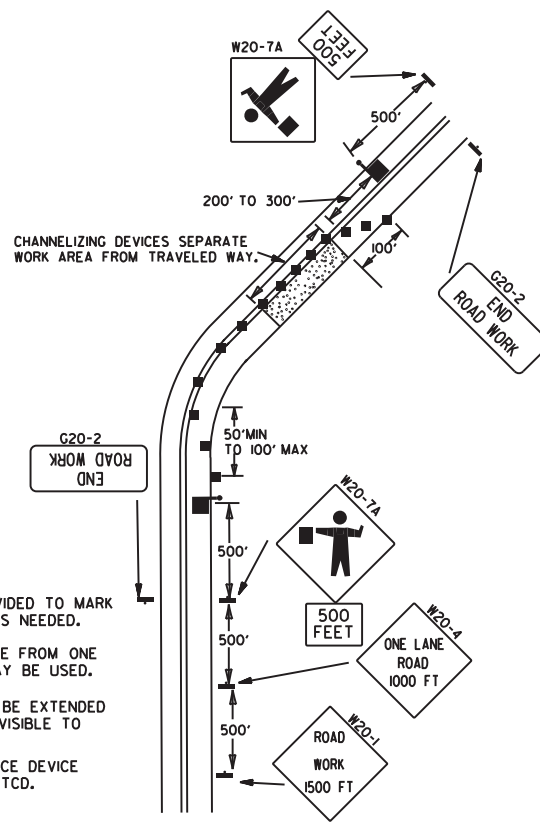 W20-7A
500
FEET
500'
200' TO 300'
CHANNELIZING DEVICES SEPARATE
WORK AREA FROM TRAVELED WAY.
100'
G20-2
END
ROAD WORK
G20-2
END
ROAD WORK
50'MIN
TO 100' MAX
W20-7A
500'
500
FEET
VIDED TO MARK
S NEEDED.
500'
W20-4
ONE LANE
ROAD
1000 FT
E FROM ONE
AY BE USED.
BE EXTENDED
VISIBLE TO
500'
W20-1
ROAD
WORK
1500 FT
CE DEVICE
TCD.